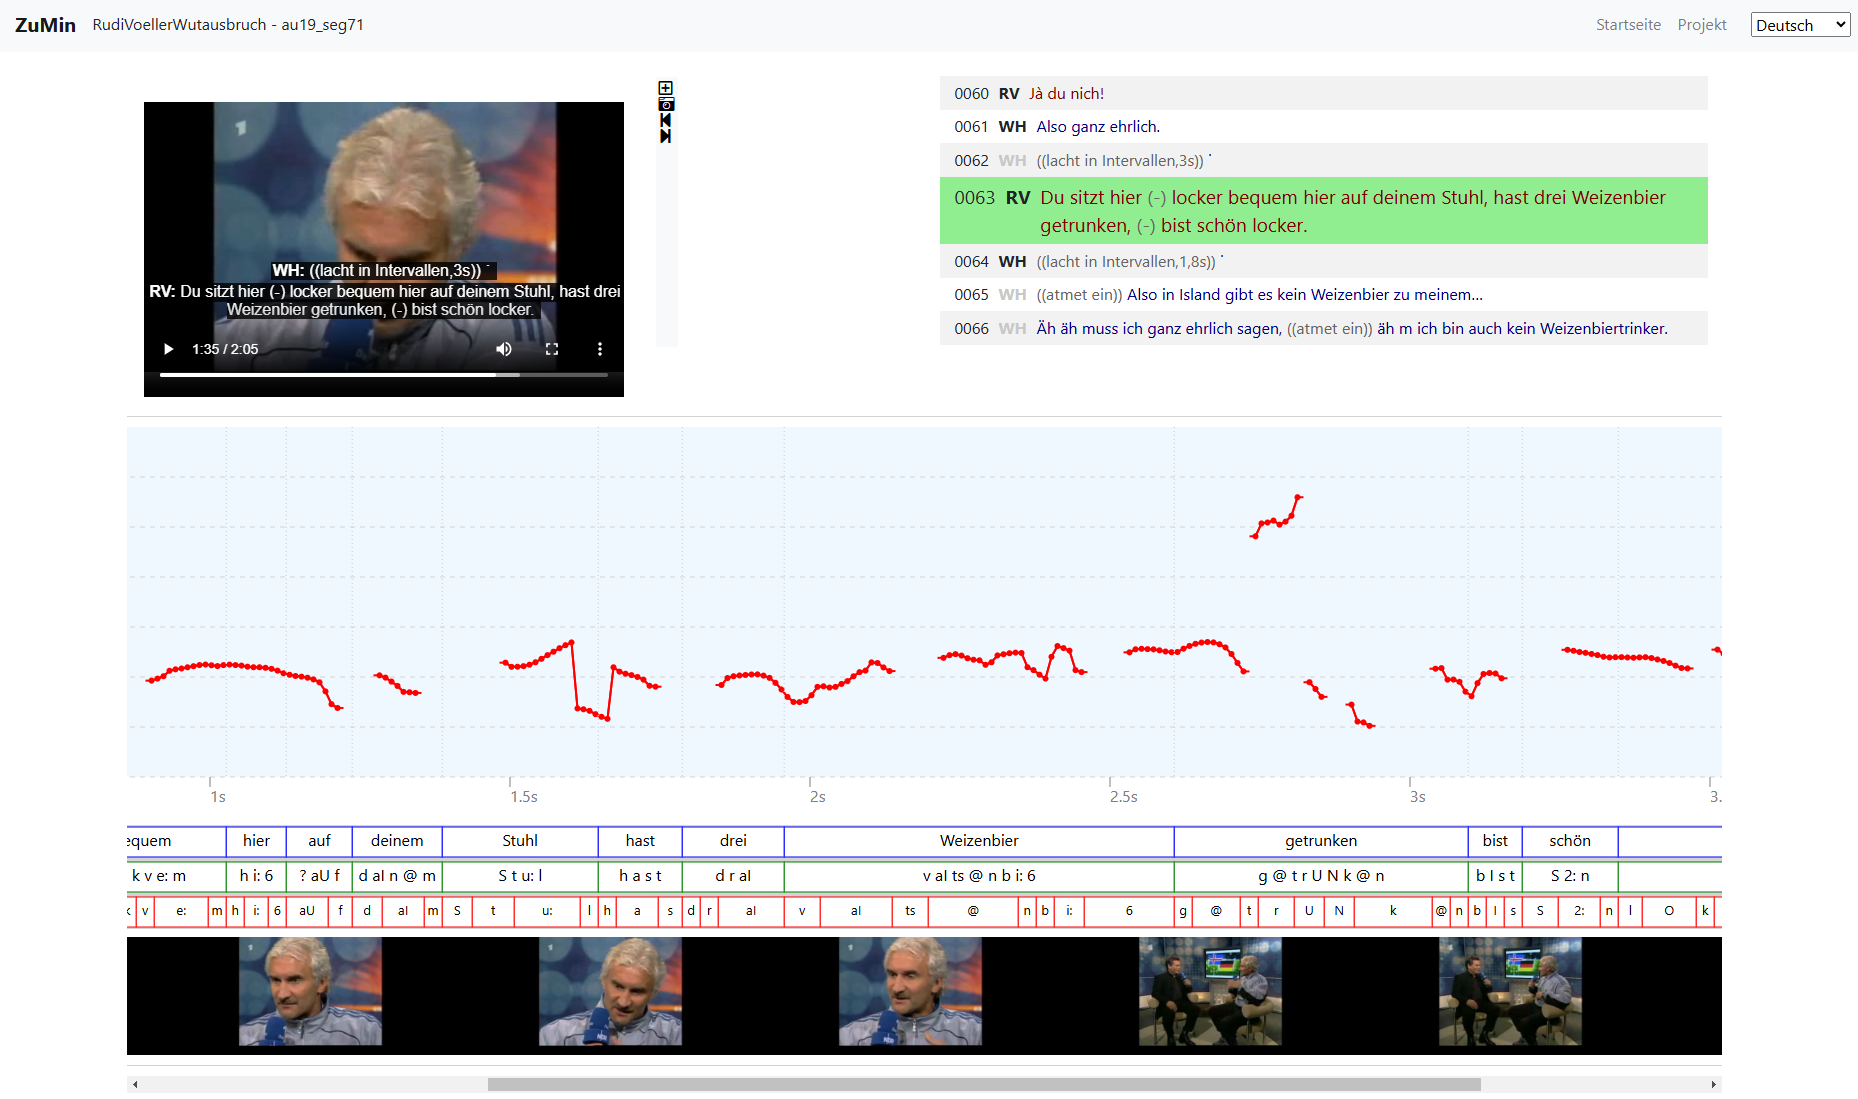 ZuMin RudiVoellerWutausbruch - au19_seg71 Startseite Projekt Deutsch
WH: ((lacht in Intervallen,3s)) ˙
RV: Du sitzt hier (-) locker bequem hier auf deinem Stuhl, hast drei
Weizenbier getrunken, (-) bist schön locker.
1:35 / 2:05
0060 RV Jà du nich!
0061 WH Also ganz ehrlich.
0062 WH ((lacht in Intervallen,3s)) ˙
0063 RV Du sitzt hier (-) locker bequem hier auf deinem Stuhl, hast drei Weizenbier
getrunken, (-) bist schön locker.
0064 WH ((lacht in Intervallen,1,8s)) ˙
0065 WH ((atmet ein)) Also in Island gibt es kein Weizenbier zu meinem...
0066 WH Äh äh muss ich ganz ehrlich sagen, ((atmet ein)) äh m ich bin auch kein Weizenbiertrinker.
1s 1.5s 2s 2.5s 3s 3.
equem hier auf deinem Stuhl hast drei Weizenbier getrunken bist schön
k v e: m h i: 6 ? aU f d aI n @ m S t u: l h a s t d r aI v aI ts @ n b i: 6 g @ t r U N k @ n b I s t S 2: n
k v e: m h i: 6 aU f d aI m S t u: l h a s d r aI v aI ts @ n b i: 6 g @ t r U N k @ n b I s S 2: n l O k